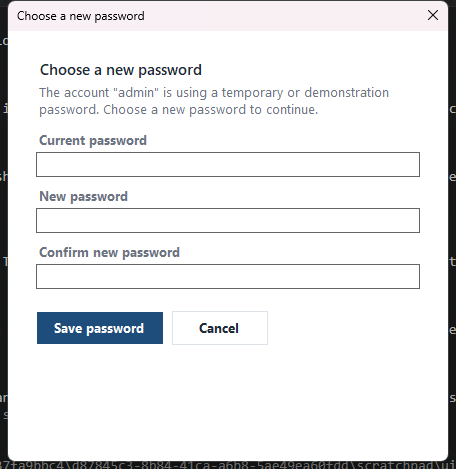 Choose a new password
Choose a new password
The account "admin" is using a temporary or demonstration
password. Choose a new password to continue.
Current password
New password
Confirm new password
Save password
Cancel